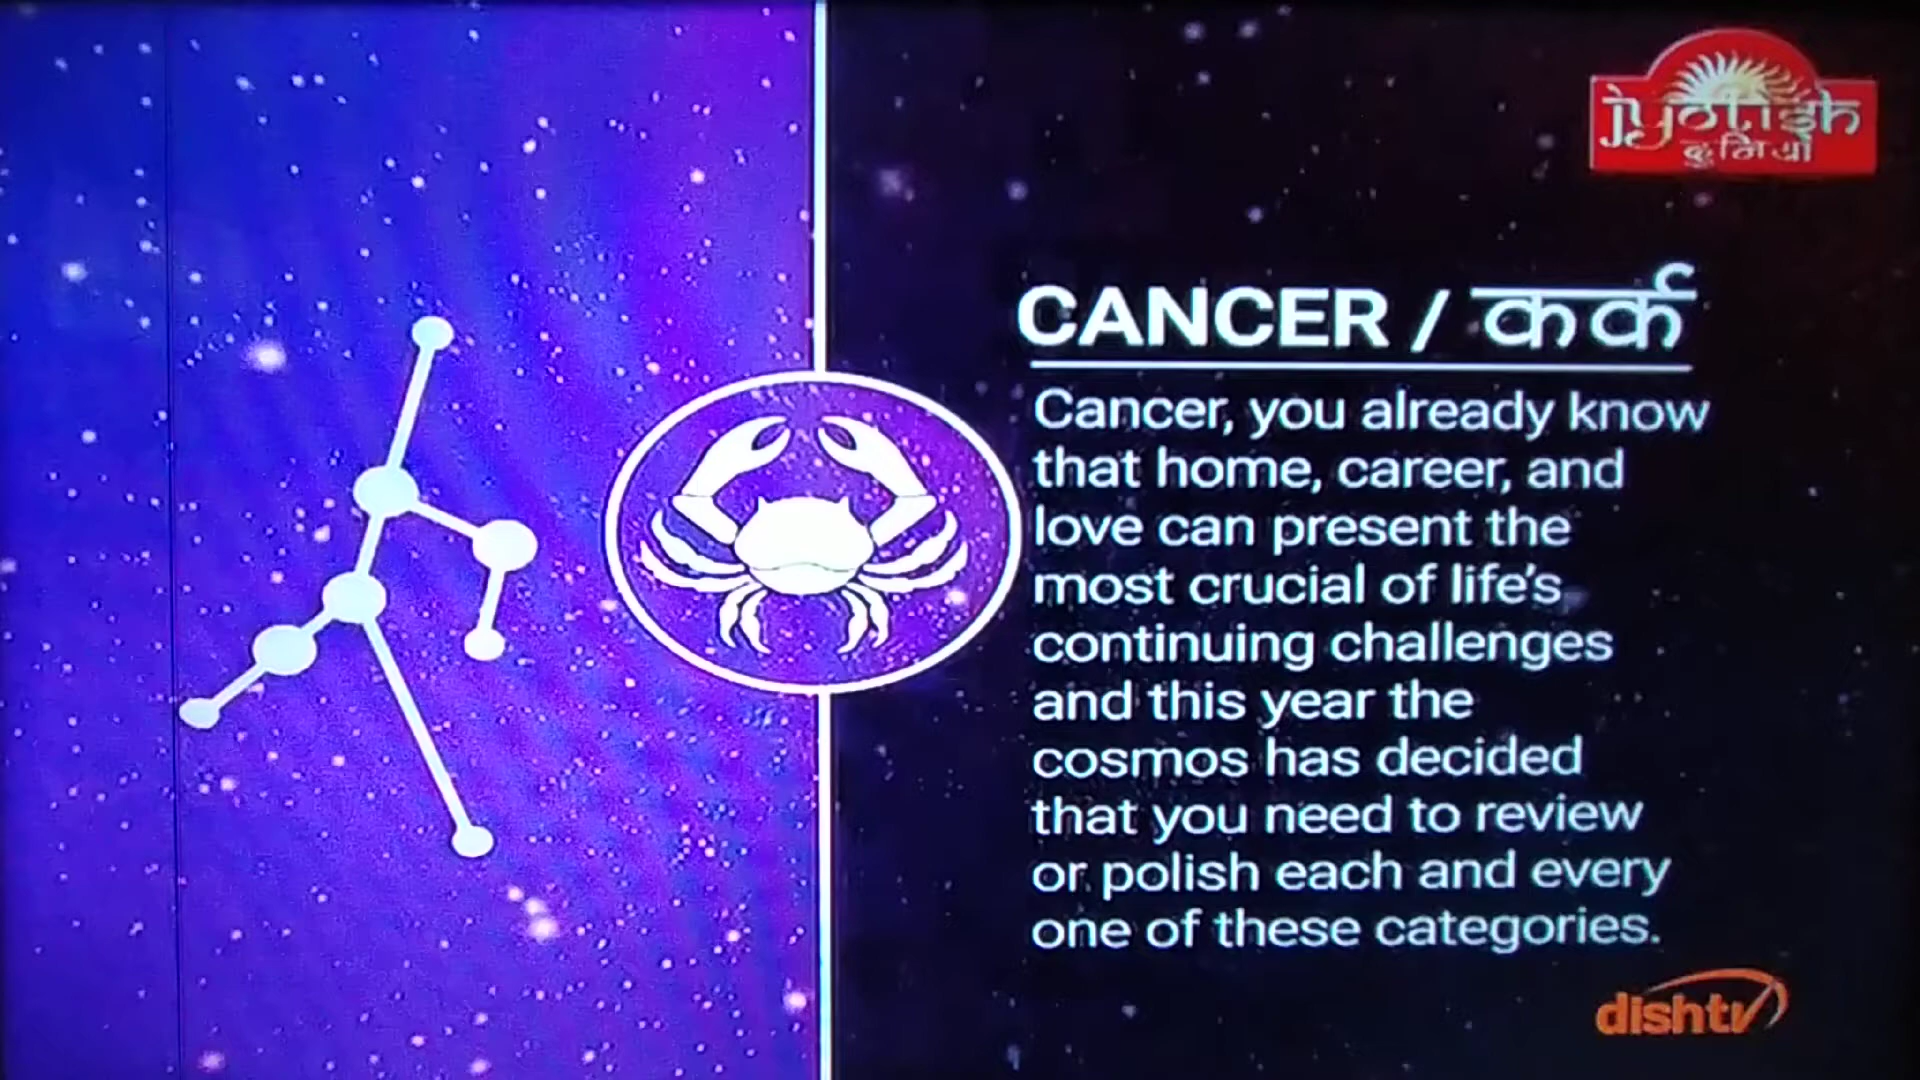 Jyotish
दुनिया
CANCER / कर्क
Cancer, you already know
that home, career, and
love can present the
most crucial of life's
continuing challenges
and this year the
cosmos has decided
that you need to review
or polish each and every
one of these categories.
dishtv